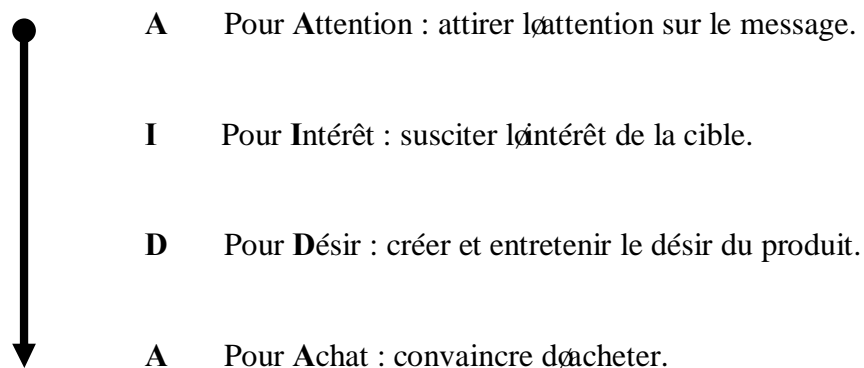 A Pour Attention : attirer løattention sur le message.
I Pour Intérêt : susciter løintérêt de la cible.
D Pour Désir : créer et entretenir le désir du produit.
A Pour Achat : convaincre døacheter.